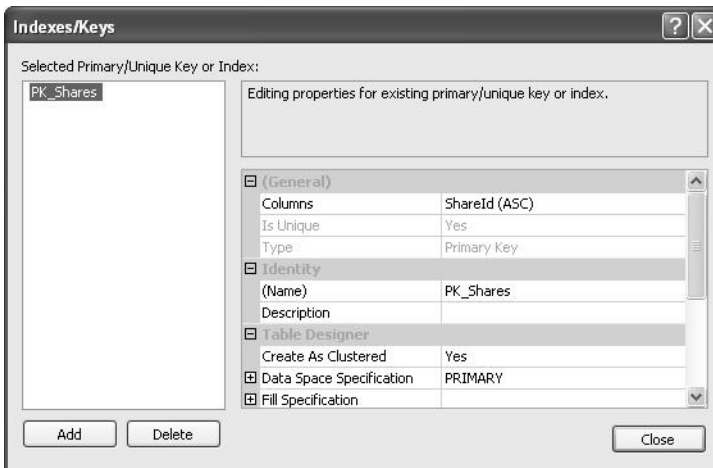 Indexes/Keys
Selected Primary/Unique Key or Index:
PK_Shares
Editing properties for existing primary/unique key or index.
(General)
Columns ShareId (ASC)
Is Unique Yes
Type Primary Key
Identity
(Name) PK_Shares
Description
Table Designer
Create As Clustered Yes
Data Space Specification PRIMARY
Fill Specification
Add Delete
Close